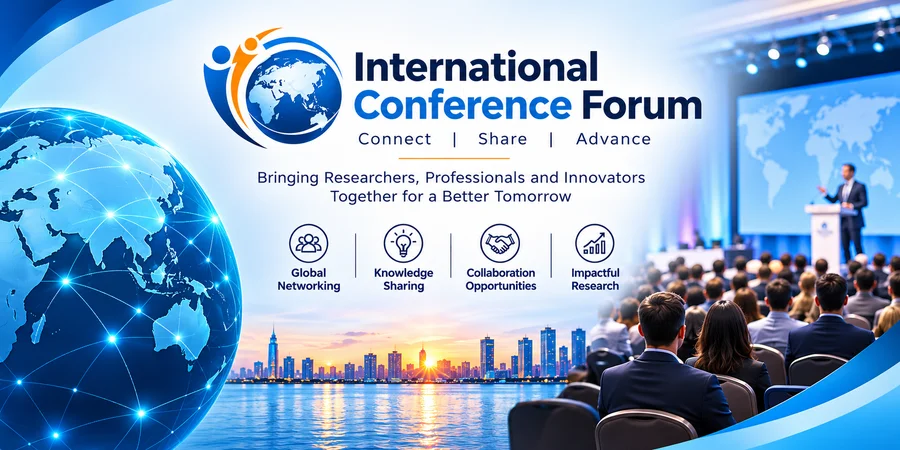 International
Conference Forum
Connect | Share | Advance
Bringing Researchers, Professionals and Innovators
Together for a Better Tomorrow
Global
Networking
Knowledge
Sharing
Collaboration
Opportunities
Impactful
Research